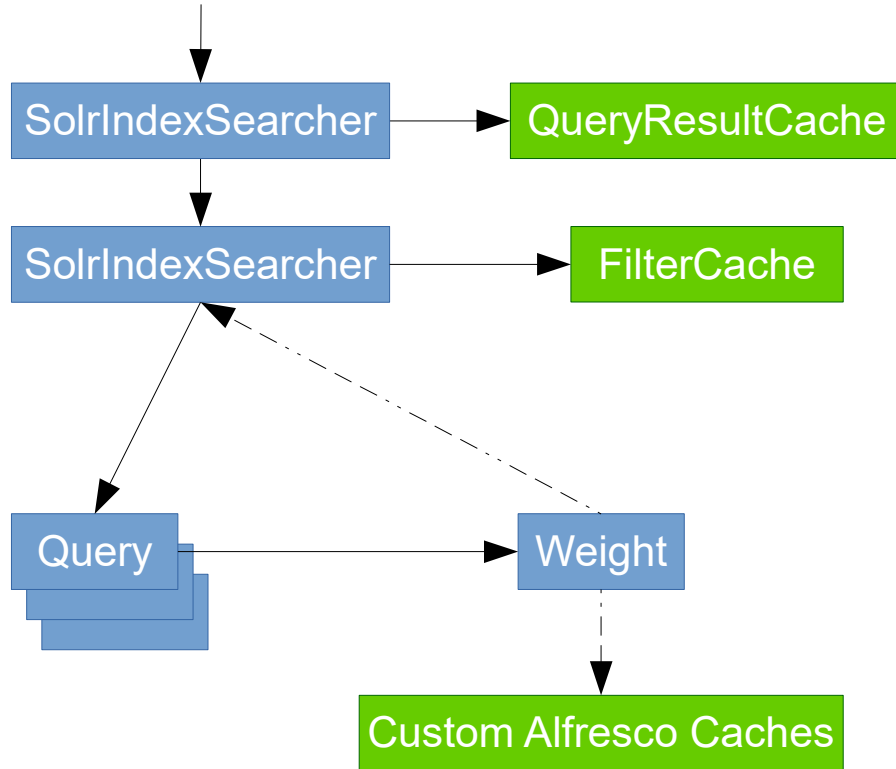 SolrIndexSearcher
QueryResultCache
SolrIndexSearcher
FilterCache
Query
Weight
Custom Alfresco Caches